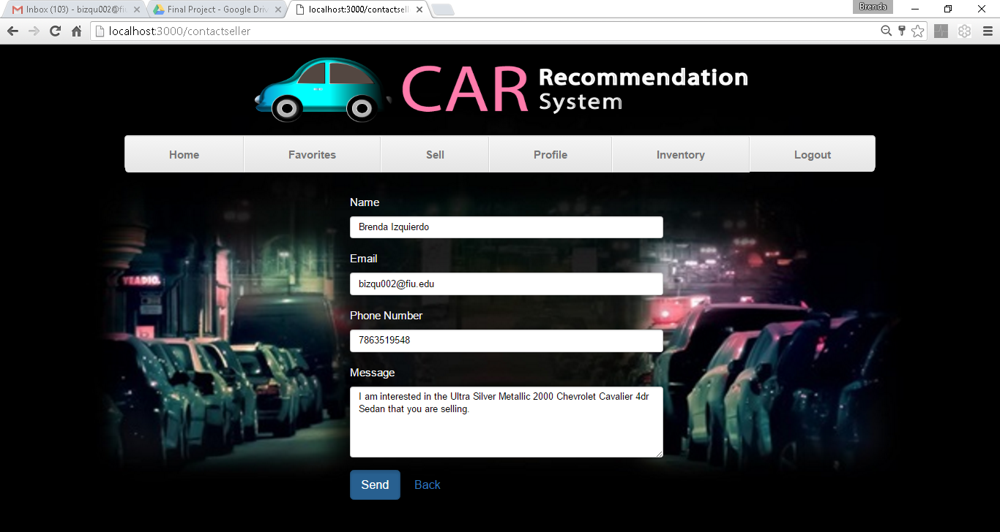 Inbox (103) - bizqu002@fi
Final Project - Google Driv
localhost:3000/contactsell
Brenda
localhost:3000/contactseller
CAR Recommendation
System
Home Favorites Sell Profile Inventory Logout
Name
Brenda Izquierdo
Email
bizqu002@fiu.edu
Phone Number
7863519548
Message
I am interested in the Ultra Silver Metallic 2000 Chevrolet Cavalier 4dr
Sedan that you are selling.
Send Back